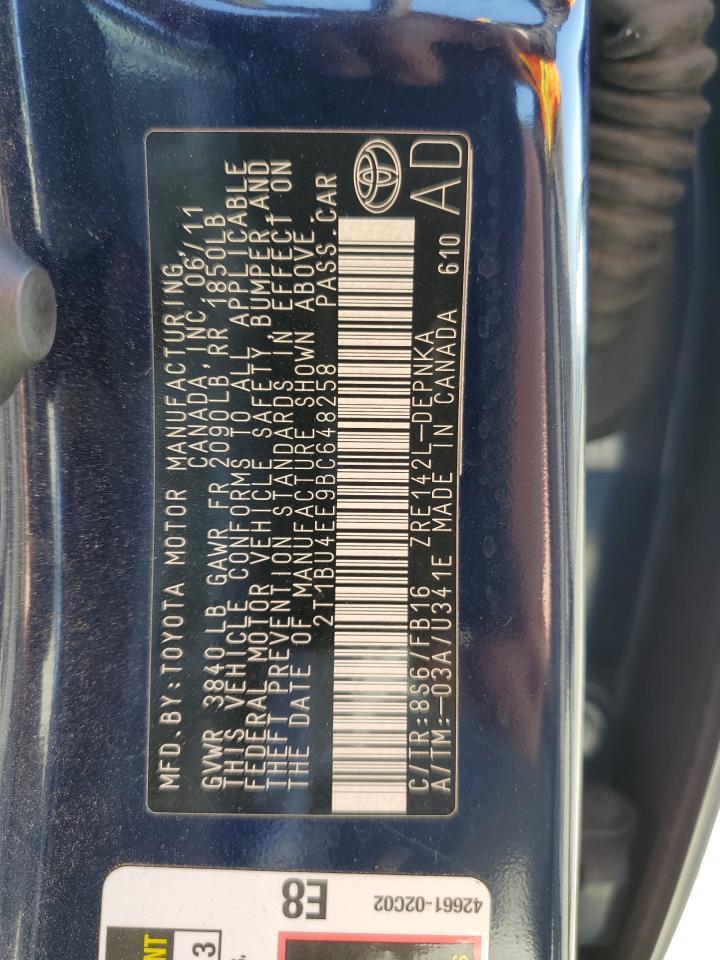 MFD.BY:TOYOTA MOTOR MANUFACTURING
CANADA, INC. 06/11
GVWR 3840 LB GAWR FR 2090LB, RR 1850LB
THIS VEHICLE CONFORMS TO ALL APPLICABLE
FEDERAL MOTOR VEHICLE SAFETY, BUMPER AND
THEFT PREVENTION STANDARDS IN EFFECT ON
THE DATE OF MANUFACTURE SHOWN ABOVE
2T1BU4EE9BC648258 PASS.CAR
C/TR:8S6/FB16 ZRE142L-DEPNKA
A/TM:-03A/U341E MADE IN CANADA 610
AD
E8
42661-02C02
NT
3